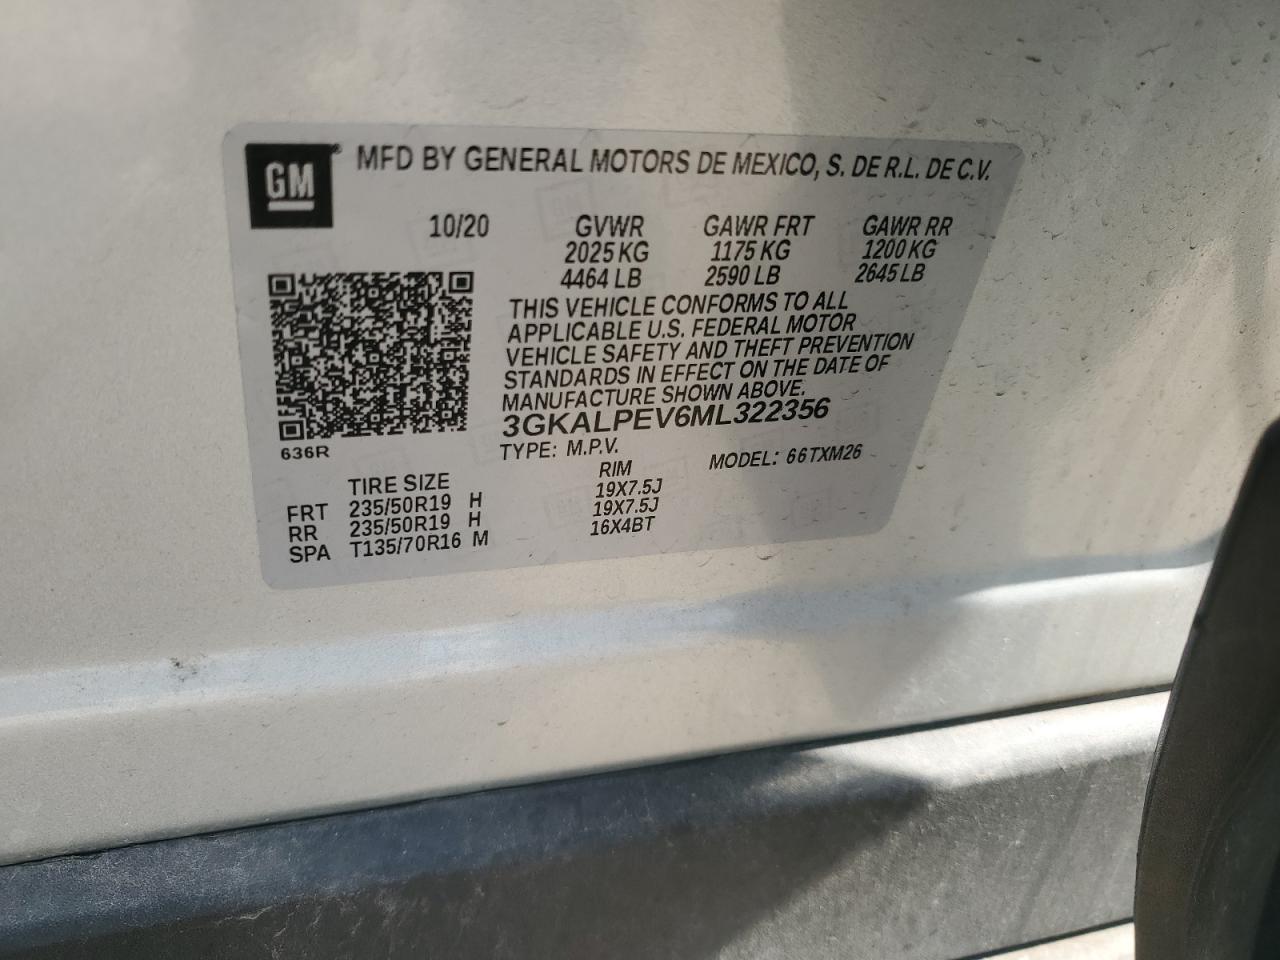 GM® MFD BY GENERAL MOTORS DE MEXICO, S. DE R.L. DE C.V.
10/20 GVWR GAWR FRT GAWR RR
2025 KG 1175 KG 1200 KG
4464 LB 2590 LB 2645 LB
THIS VEHICLE CONFORMS TO ALL
APPLICABLE U.S. FEDERAL MOTOR
VEHICLE SAFETY AND THEFT PREVENTION
STANDARDS IN EFFECT ON THE DATE OF
MANUFACTURE SHOWN ABOVE.
3GKALPEV6ML322356
636R
TYPE: M.P.V. MODEL: 66TXM26
TIRE SIZE RIM
FRT 235/50R19 H 19X7.5J
RR 235/50R19 H 19X7.5J
SPA T135/70R16 M 16X4BT